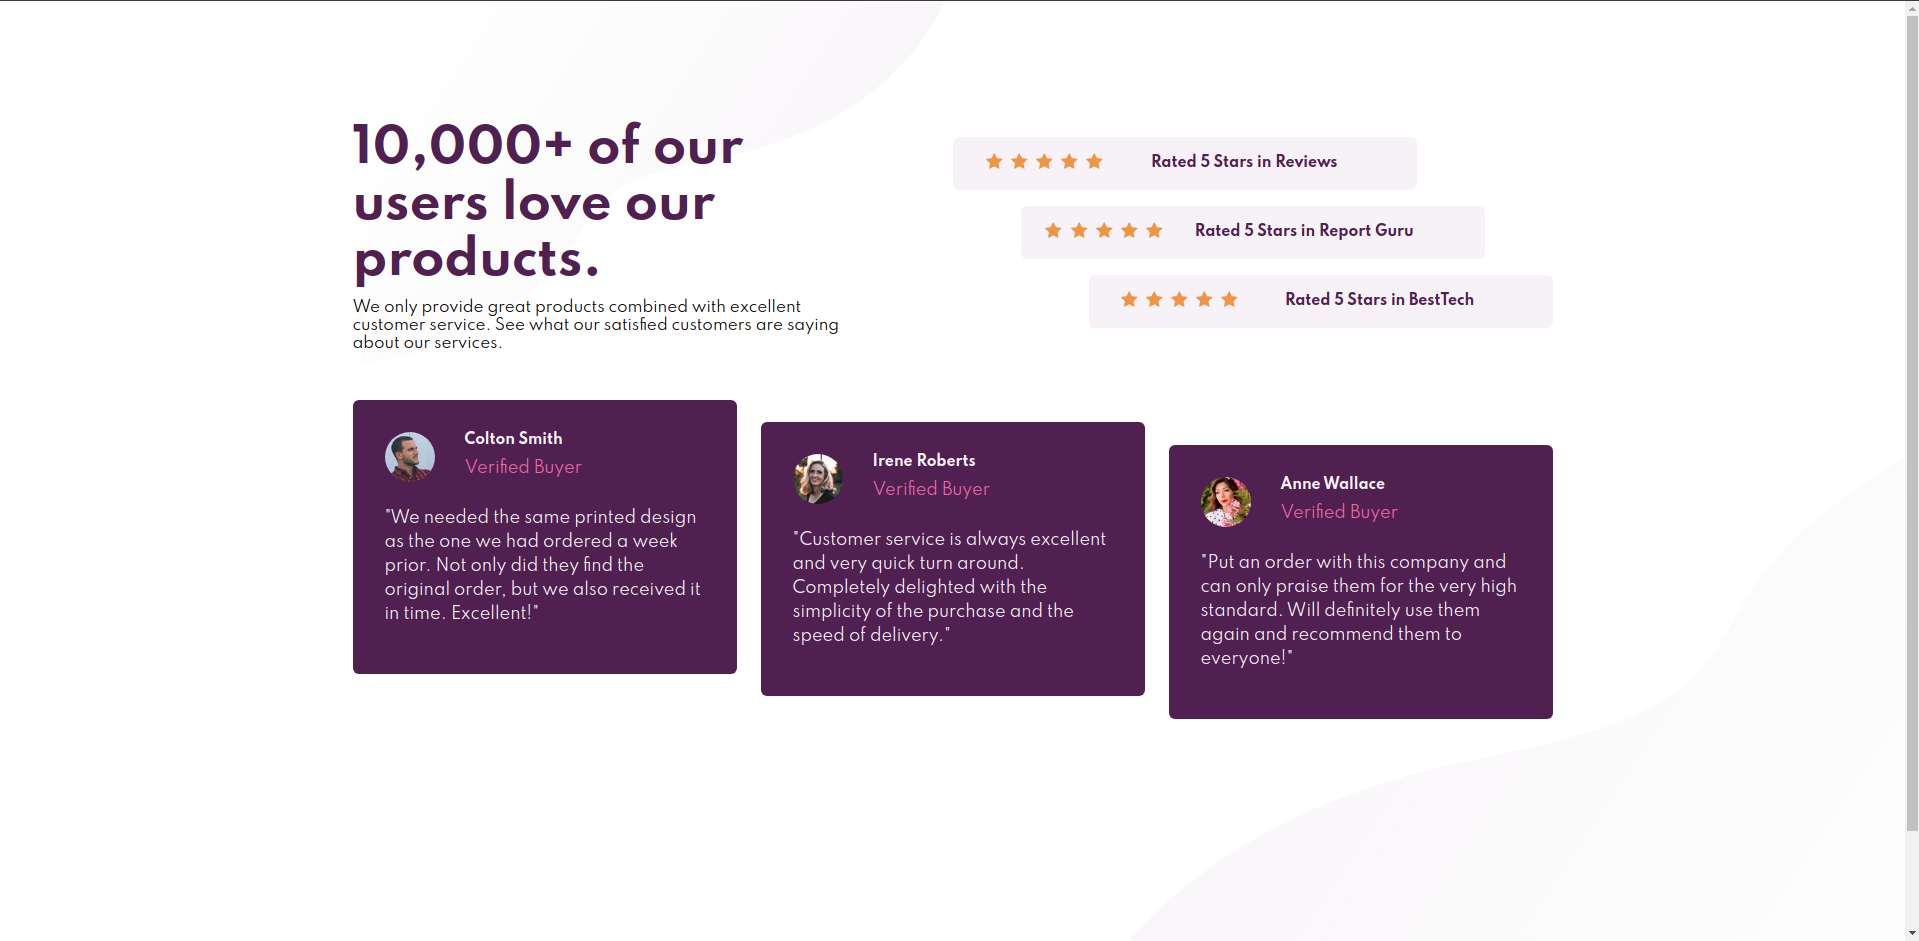 10,000+ of our
users love our
products.
We only provide great products combined with excellent
customer service. See what our satisfied customers are saying
about our services.
Rated 5 Stars in Reviews
Rated 5 Stars in Report Guru
Rated 5 Stars in BestTech
Colton Smith
Verified Buyer
"We needed the same printed design
as the one we had ordered a week
prior. Not only did they find the
original order, but we also received it
in time. Excellent!"
Irene Roberts
Verified Buyer
"Customer service is always excellent
and very quick turn around.
Completely delighted with the
simplicity of the purchase and the
speed of delivery."
Anne Wallace
Verified Buyer
"Put an order with this company and
can only praise them for the very high
standard. Will definitely use them
again and recommend them to
everyone!"